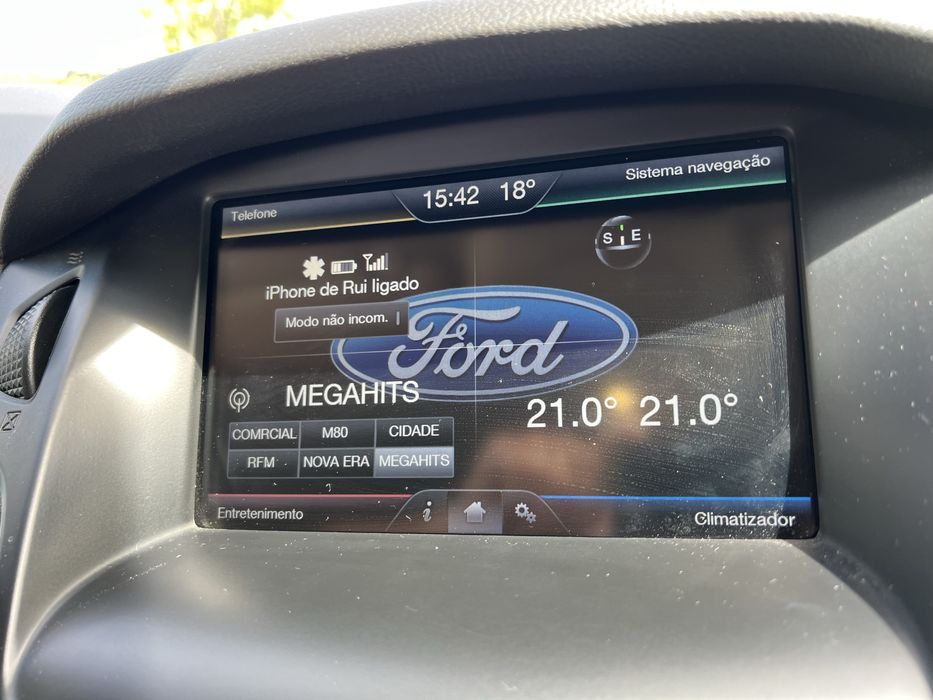 Telefone
15:42 18°
Sistema navegação
S E
iPhone de Rui ligado
Modo não incom.
Ford
MEGAHITS
21.0° 21.0°
COMRCIAL M80 CIDADE
RFM NOVA ERA MEGAHITS
Entretenimento
i
Climatizador